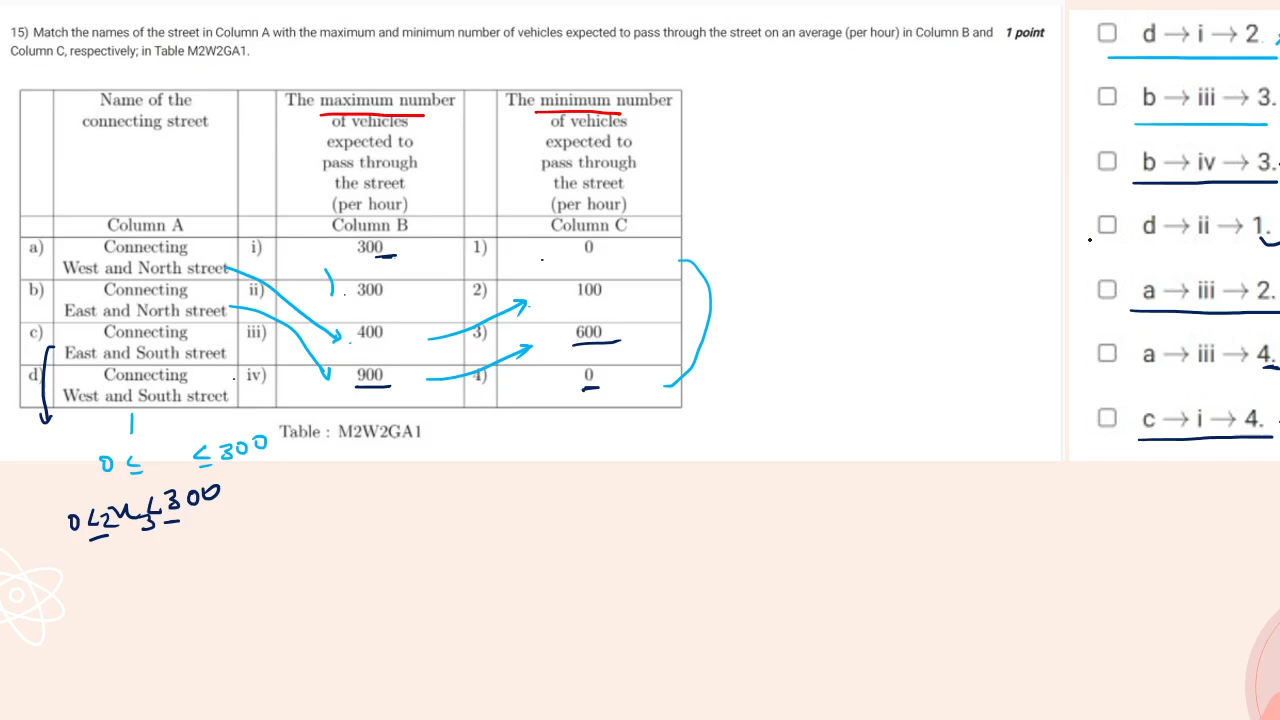 15) Match the names of the street in Column A with the maximum and minimum number of vehicles expected to pass through the street on an average (per hour) in Column B and 1 point
Column C, respectively; in Table M2W2GA1.
Name of the The maximum number The minimum number
connecting street of vehicles of vehicles
expected to expected to
pass through pass through
the street the street
(per hour) (per hour)
Column A Column B Column C
a) Connecting i) 300 1) 0
West and North street
b) Connecting ii) 300 2) 100
East and North street
c) Connecting iii) 400 3) 600
East and South street
d) Connecting iv) 900 4) 0
West and South street
Table : M2W2GA1
0 ≤ ≤ 300
d → i → 2.
b → iii → 3.
b → iv → 3.
d → ii → 1.
a → iii → 2.
a → iii → 4.
c → i → 4.